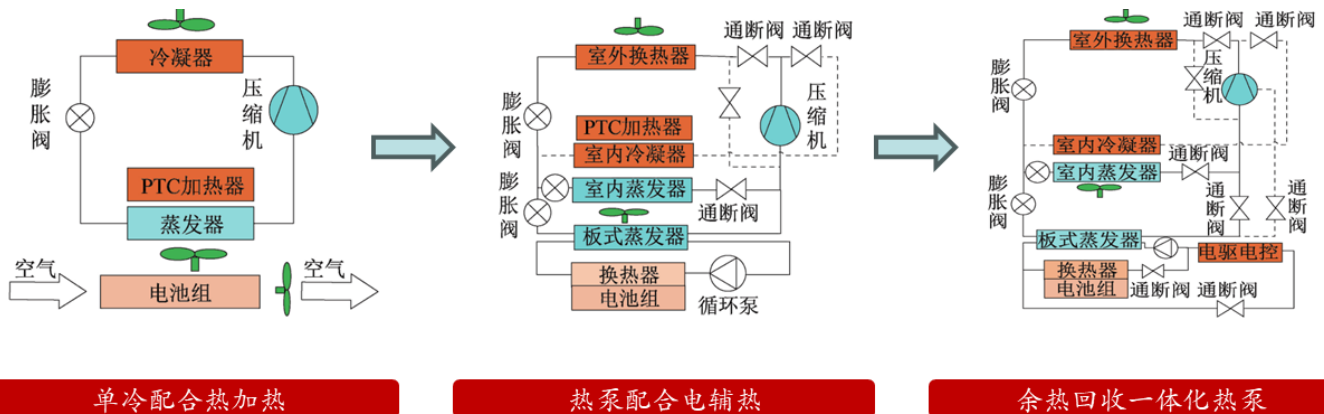 冷凝器
膨胀阀
压缩机
PTC加热器
蒸发器
空气
电池组
空气
单冷配合热加热
通断阀
通断阀
室外换热器
膨胀阀
压缩机
PTC加热器
室内冷凝器
膨胀阀
室内蒸发器
通断阀
板式蒸发器
换热器
电池组
循环泵
热泵配合电辅热
通断阀
通断阀
室外换热器
膨胀阀
压缩机
室内冷凝器
通断阀
室内蒸发器
膨胀阀
通断阀
通断阀
板式蒸发器
电驱电控
换热器
电池组
通断阀
通断阀
余热回收一体化热泵